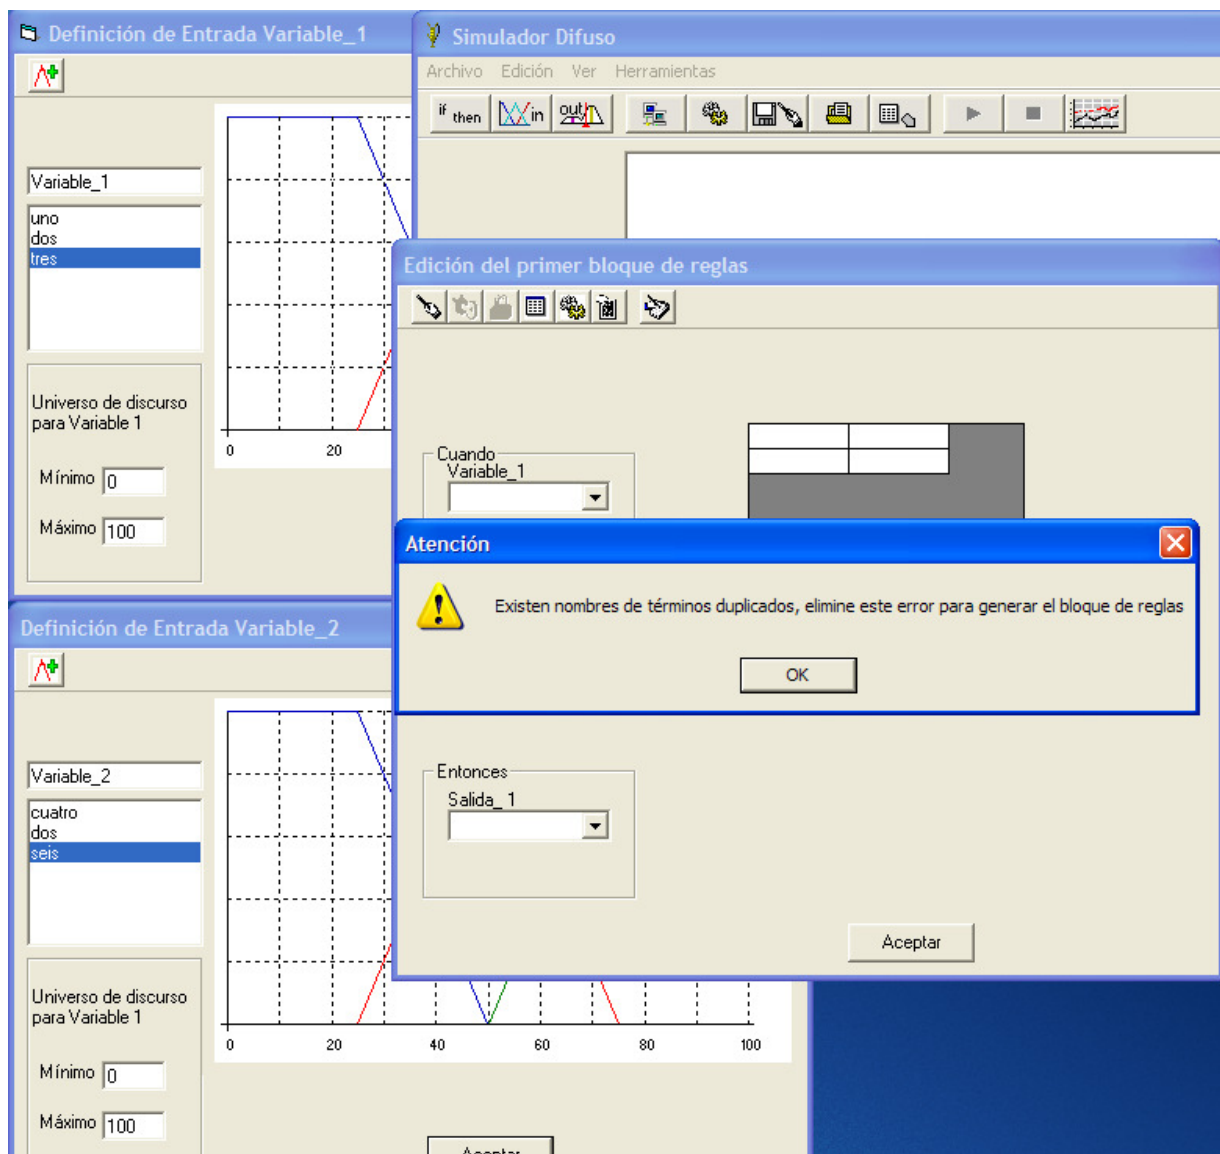 Definición de Entrada Variable_1
Variable_1
uno
dos
tres
Universo de discurso
para Variable 1
Mínimo 0
Máximo 100
0 20
Simulador Difuso
Archivo Edición Ver Herramientas
if then in out
Edición del primer bloque de reglas
Cuando
Variable_1
Atención
Existen nombres de términos duplicados, elimine este error para generar el bloque de reglas
OK
Entonces
Salida_ 1
Aceptar
Definición de Entrada Variable_2
Variable_2
cuatro
dos
seis
Universo de discurso
para Variable 1
Mínimo 0
Máximo 100
0 20 40 60 80 100
Aceptar